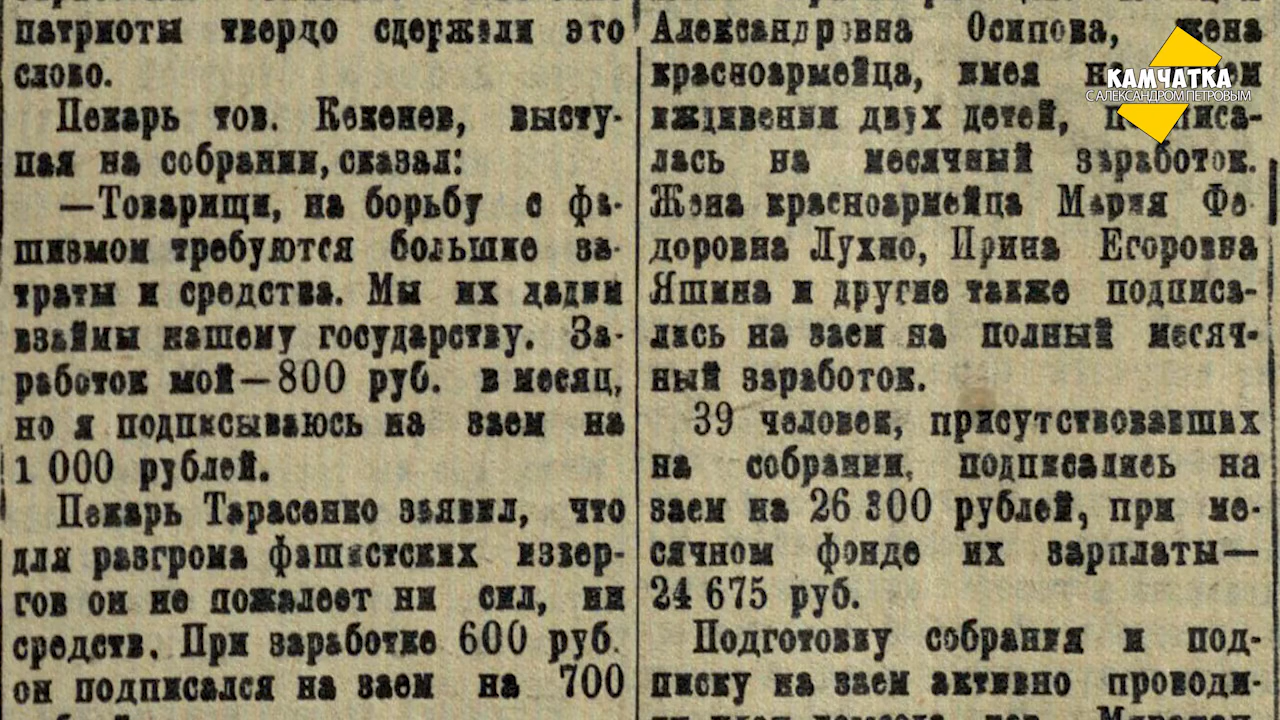 патриоты твердо сдержали это
слово.
Пекарь тов. Кекенев, высту-
пая на собрании, сказал:
—Товарищи, на борьбу с фа-
шизмом требуются большие за-
траты и средства. Мы их дадим
взаймы нашему государству. За-
работок мой—800 руб. в месяц,
но я подписываюсь на заем на
1 000 рублей.
Пекарь Тарасенко заявил, что
для разгрома фашистских извер-
гов он не пожалеет ни сил, ни
средств. При заработке 600 руб.
он подписался на заем на 700
Александровна Осипова, жена
красноармейца, имея на
иждивении двух детей, подписа-
лась на месячный заработок.
Жена красноармейца Мария Фе-
доровна Лухно, Ирина Егоровна
Яшина и другие также подписа-
лись на заем на полный месяч-
ный заработок.
39 человек, присутствовавших
на собрании, подписались на
заем на 26 300 рублей, при ме-
сячном фонде их зарплаты—
24 675 руб.
Подготовку собрания и под-
писку на заем активно проводи-
КАМЧАТКА
С АЛЕКСАНДРОМ ПЕТРОВЫМ